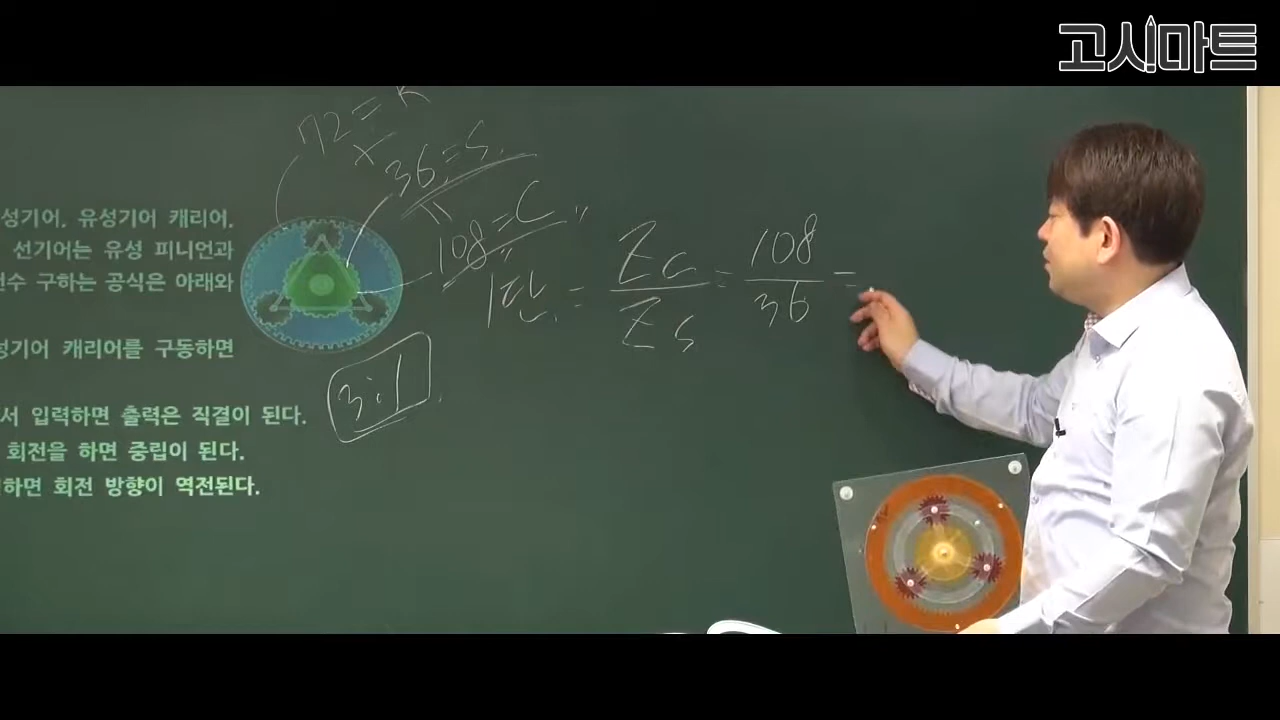 고시마트
72 = R
36 = S.
108 = C
성기어, 유성기어 캐리어,
선기어는 유성 피니언과
수 구하는 공식은 아래와
성기어 캐리어를 구동하면
서 입력하면 출력은 직결이 된다.
회전을 하면 중립이 된다.
하면 회전 방향이 역전된다.
1단. = Zc / Zs = 108 / 36 =
3:1